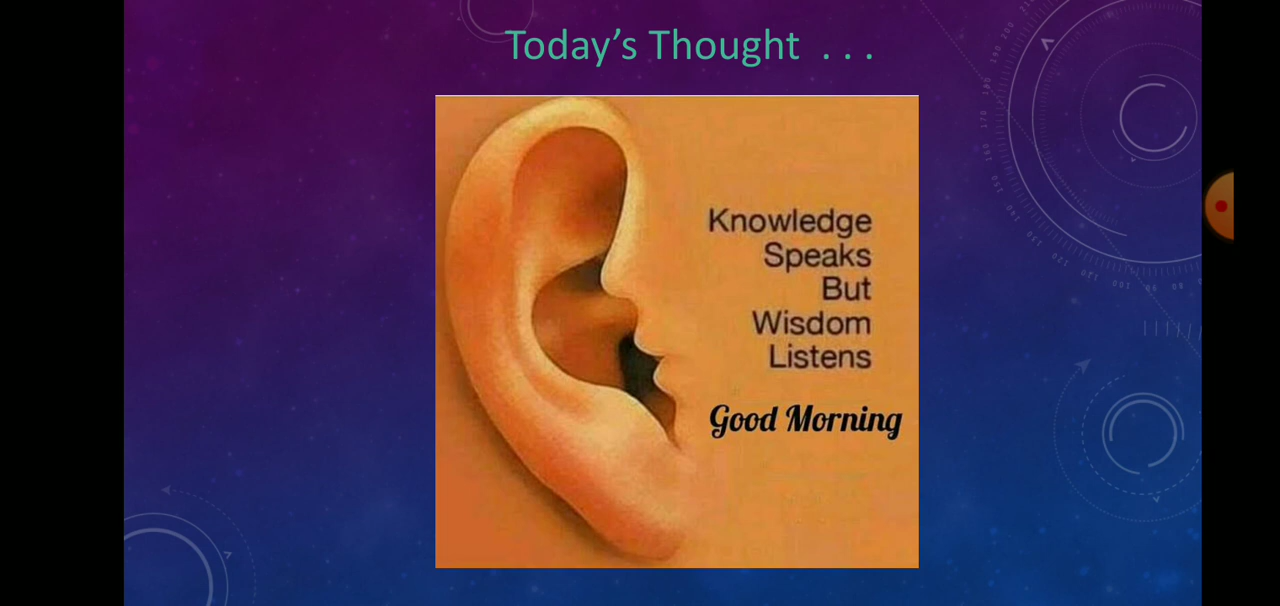 Today's Thought . . .
Knowledge
Speaks
But
Wisdom
Listens
Good Morning